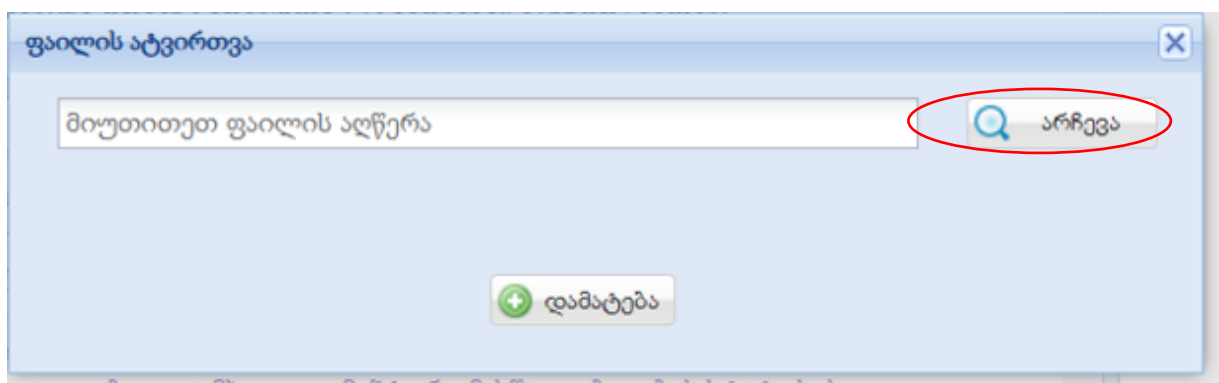 ფაილის ატვირთვა
მიუთითეთ ფაილის აღწერა
არჩევა
დამატება